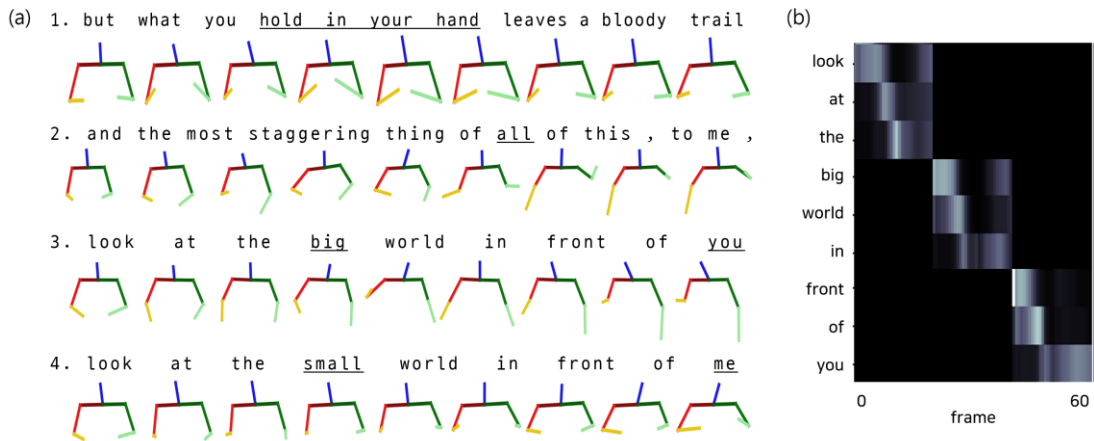 (a)
1. but what you hold in your hand leaves a bloody trail
2. and the most staggering thing of all of this , to me ,
3. look at the big world in front of you
4. look at the small world in front of me
(b)
look
at
the
big
world
in
front
of
you
0 60
frame